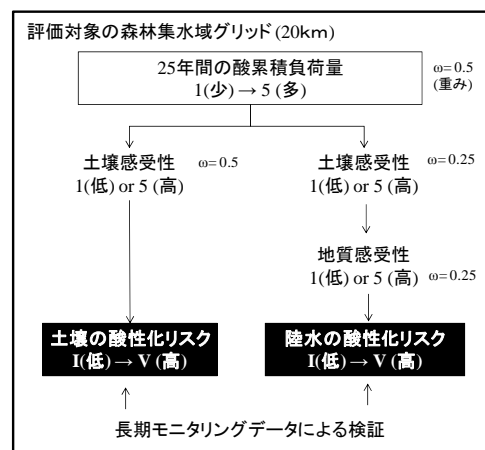 評価対象の森林集水域グリッド(20km)
25年間の酸累積負荷量
1(少)→5(多)
ω=0.5
(重み)
土壌感受性
1(低) or 5 (高)
ω=0.5
土壌感受性
1(低) or 5 (高)
ω=0.25
地質感受性
1(低) or 5 (高)
ω=0.25
土壌の酸性化リスク
I(低)→V(高)
陸水の酸性化リスク
I(低)→V(高)
長期モニタリングデータによる検証